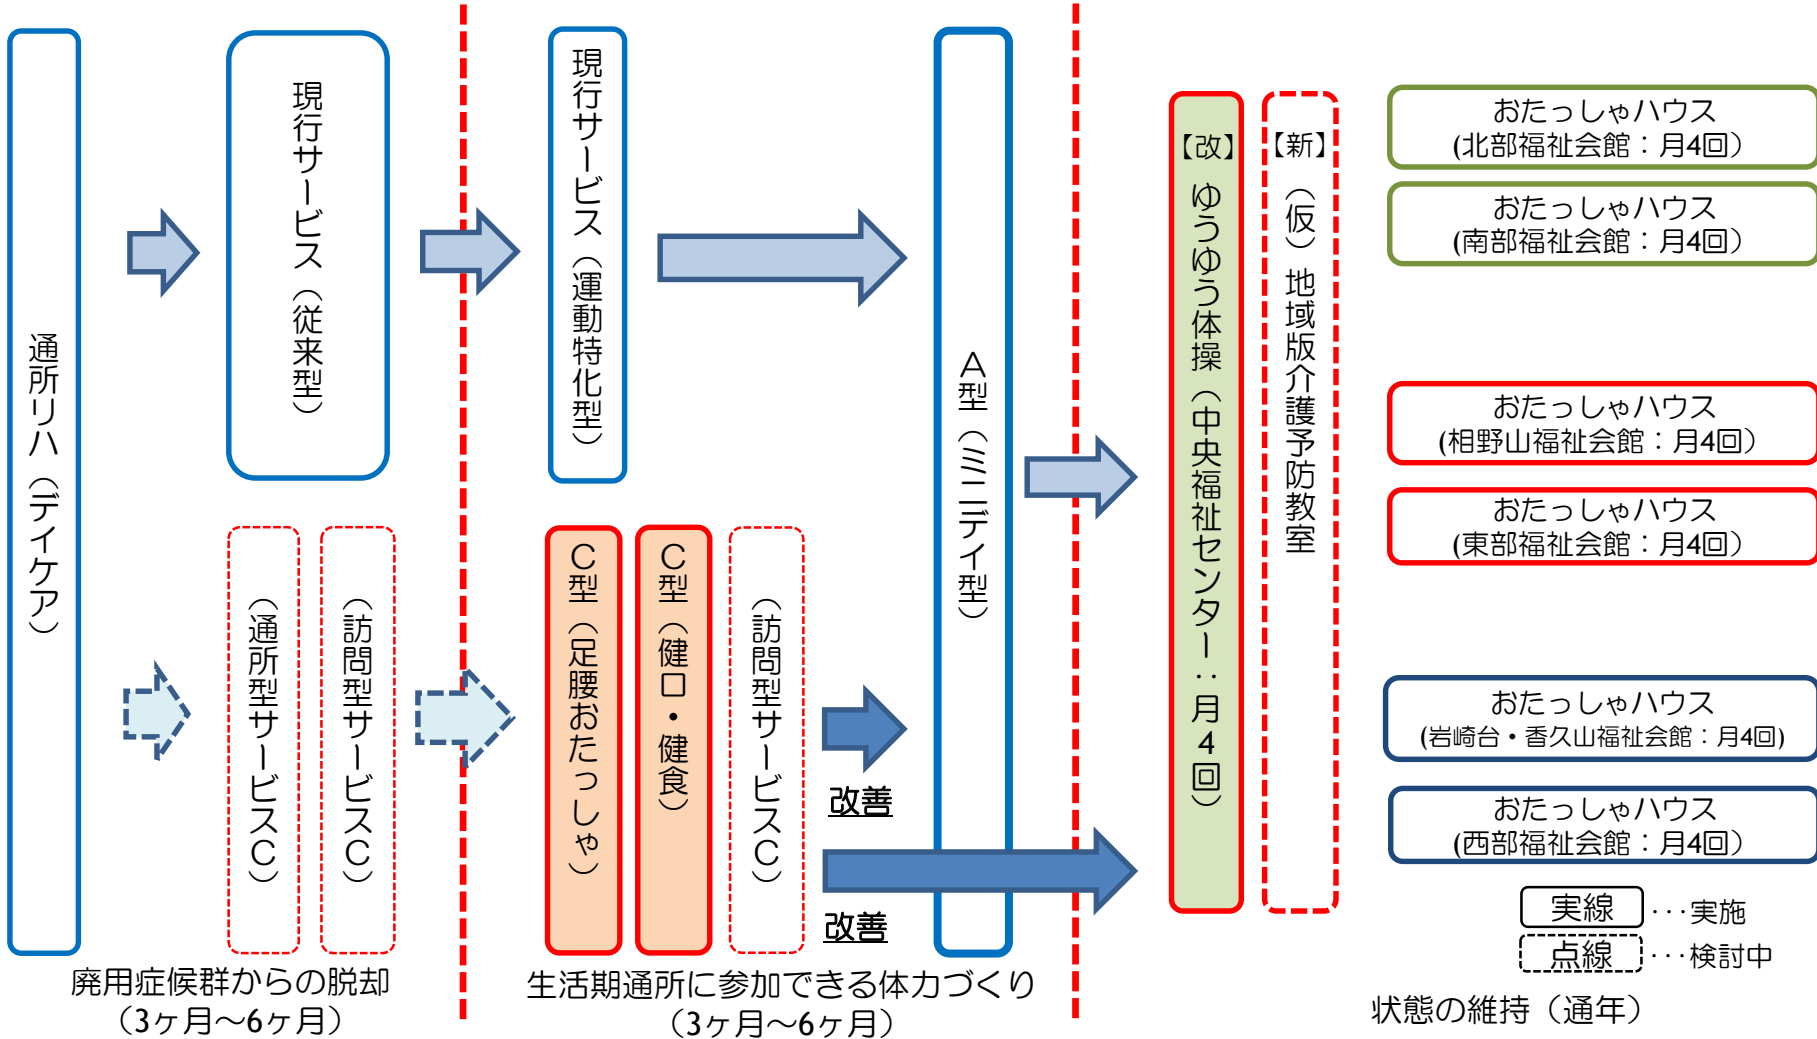 通所リハ（デイケア）
現行サービス（従来型）
（通所型サービスC）
（訪問型サービスC）
廃用症候群からの脱却
（3ヶ月～6ヶ月）
現行サービス（運動特化型）
C型（足腰おたっしゃ）
C型（健口・健食）
（訪問型サービスC）
改善
改善
A型（ミニデイ型）
生活期通所に参加できる体力づくり
（3ヶ月～6ヶ月）
【改】ゆうゆう体操（中央福祉センター：月4回）
【新】（仮）地域版介護予防教室
おたっしゃハウス
(北部福祉会館：月4回）
おたっしゃハウス
(南部福祉会館：月4回）
おたっしゃハウス
(相野山福祉会館：月4回）
おたっしゃハウス
(東部福祉会館：月4回）
おたっしゃハウス
(岩崎台・香久山福祉会館：月4回)
おたっしゃハウス
(西部福祉会館：月4回）
実線 ･･･実施
点線 ･･･検討中
状態の維持（通年）